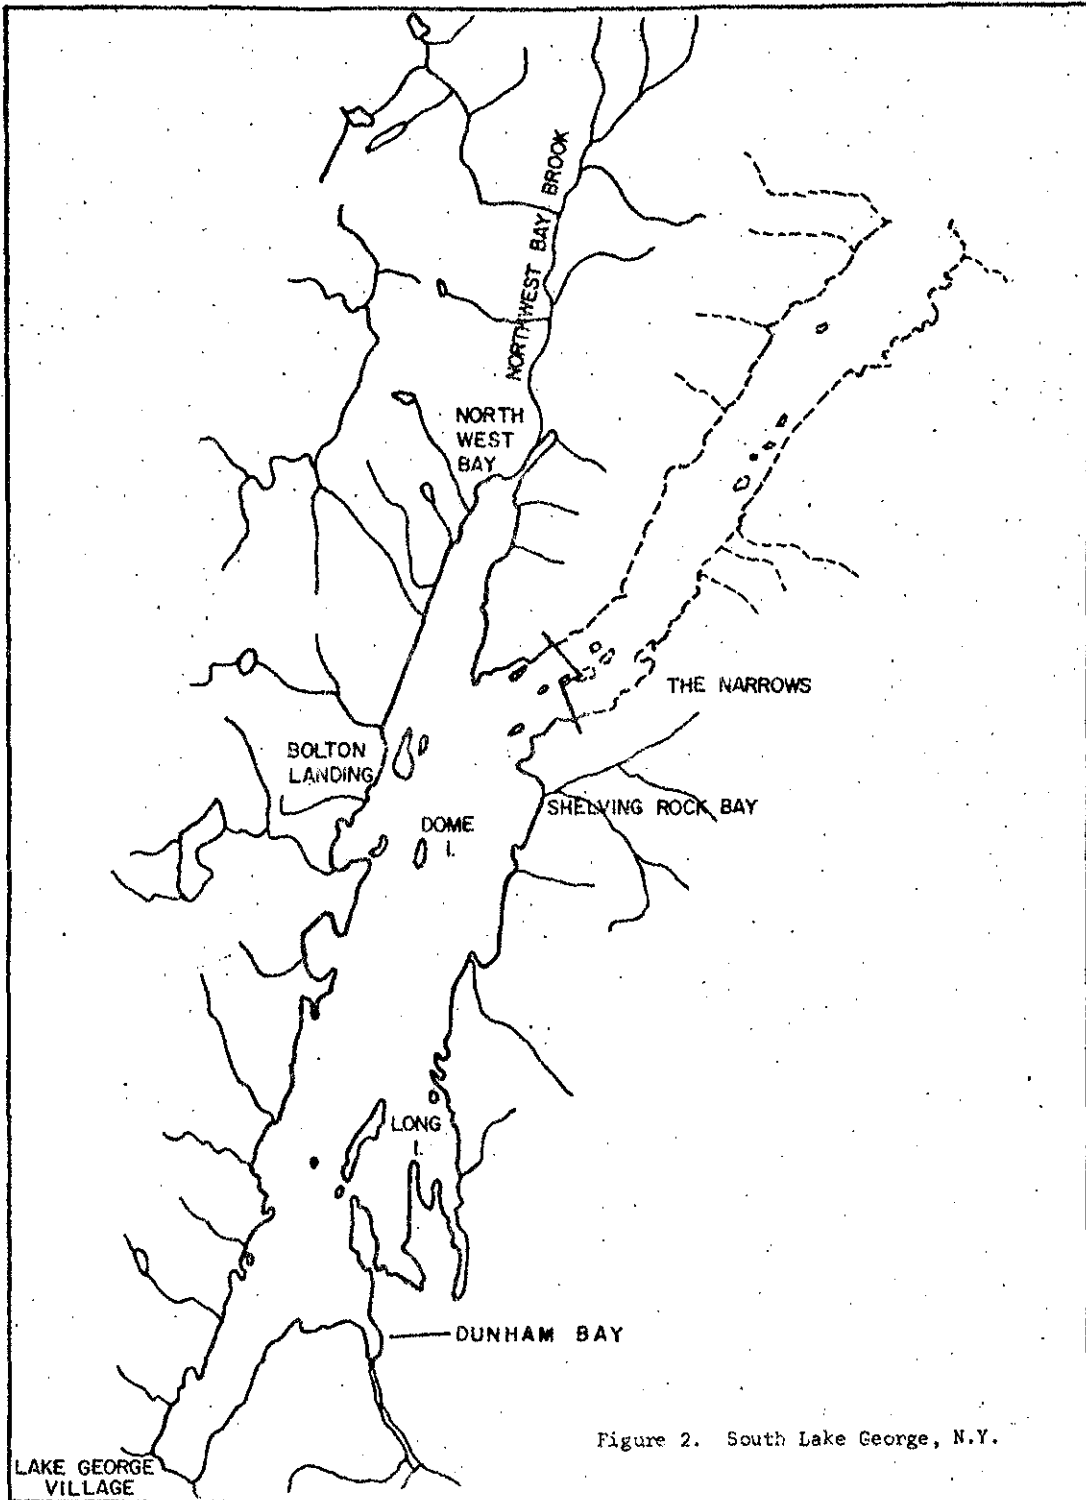 NORTHWEST BAY BROOK
NORTH
WEST
BAY
THE NARROWS
BOLTON
LANDING
SHELVING ROCK BAY
DOME
I.
LONG
I.
DUNHAM BAY
Figure 2. South Lake George, N.Y.
LAKE GEORGE
VILLAGE